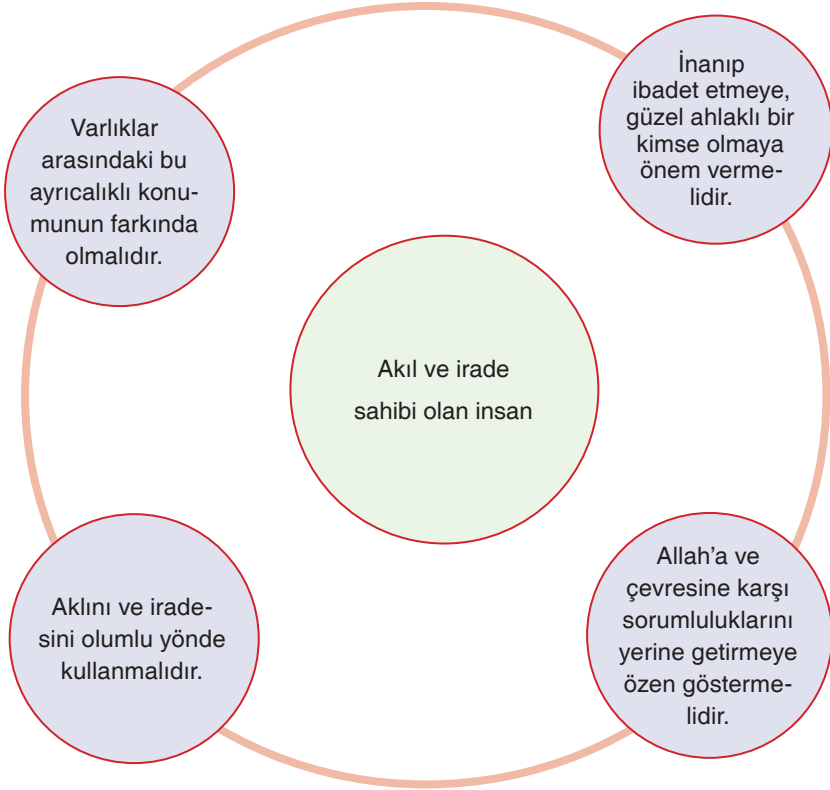 Varlıklar
arasındaki bu
ayrıcalıklı konu-
munun farkında
olmalıdır.
İnanıp
ibadet etmeye,
güzel ahlaklı bir
kimse olmaya
önem verme-
lidir.
Akıl ve irade
sahibi olan insan
Aklını ve irade-
sini olumlu yönde
kullanmalıdır.
Allah’a ve
çevresine karşı
sorumluluklarını
yerine getirmeye
özen gösterme-
lidir.